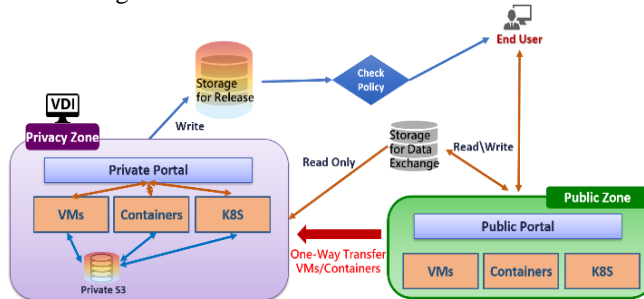 End User
Storage
for Release
Check
Policy
VDI
Write
Privacy Zone
Storage
for Data
Exchange
Read Only
Read\Write
Private Portal
VMs
Containers
K8S
Private S3
One-Way Transfer
VMs/Containers
Public Zone
Public Portal
VMs
Containers
K8S